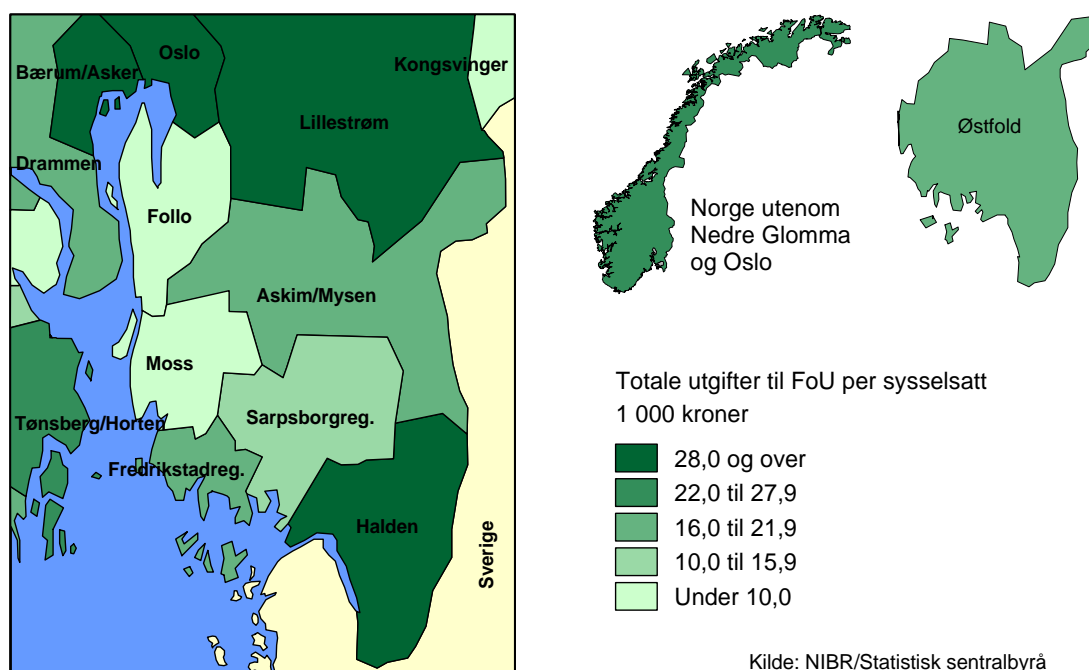 Oslo
Bærum/Asker
Kongsvinger
Lillestrøm
Drammen
Follo
Askim/Mysen
Moss
Tønsberg/Horten
Sarpsborgreg.
Fredrikstadreg.
Halden
Sverige
Norge utenom
Nedre Glomma
og Oslo
Østfold
Totale utgifter til FoU per sysselsatt
1 000 kroner
28,0 og over
22,0 til 27,9
16,0 til 21,9
10,0 til 15,9
Under 10,0
Kilde: NIBR/Statistisk sentralbyrå